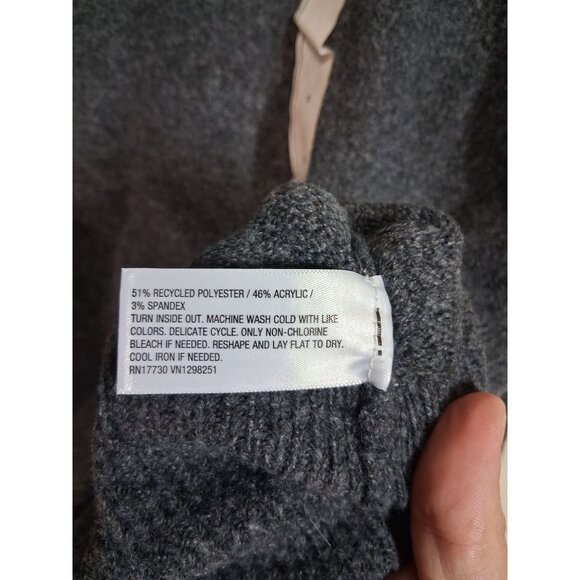 51% RECYCLED POLYESTER / 46% ACRYLIC /
3% SPANDEX
TURN INSIDE OUT. MACHINE WASH COLD WITH LIKE
COLORS. DELICATE CYCLE. ONLY NON-CHLORINE
BLEACH IF NEEDED. RESHAPE AND LAY FLAT TO DRY.
COOL IRON IF NEEDED.
RN17730 VN1298251